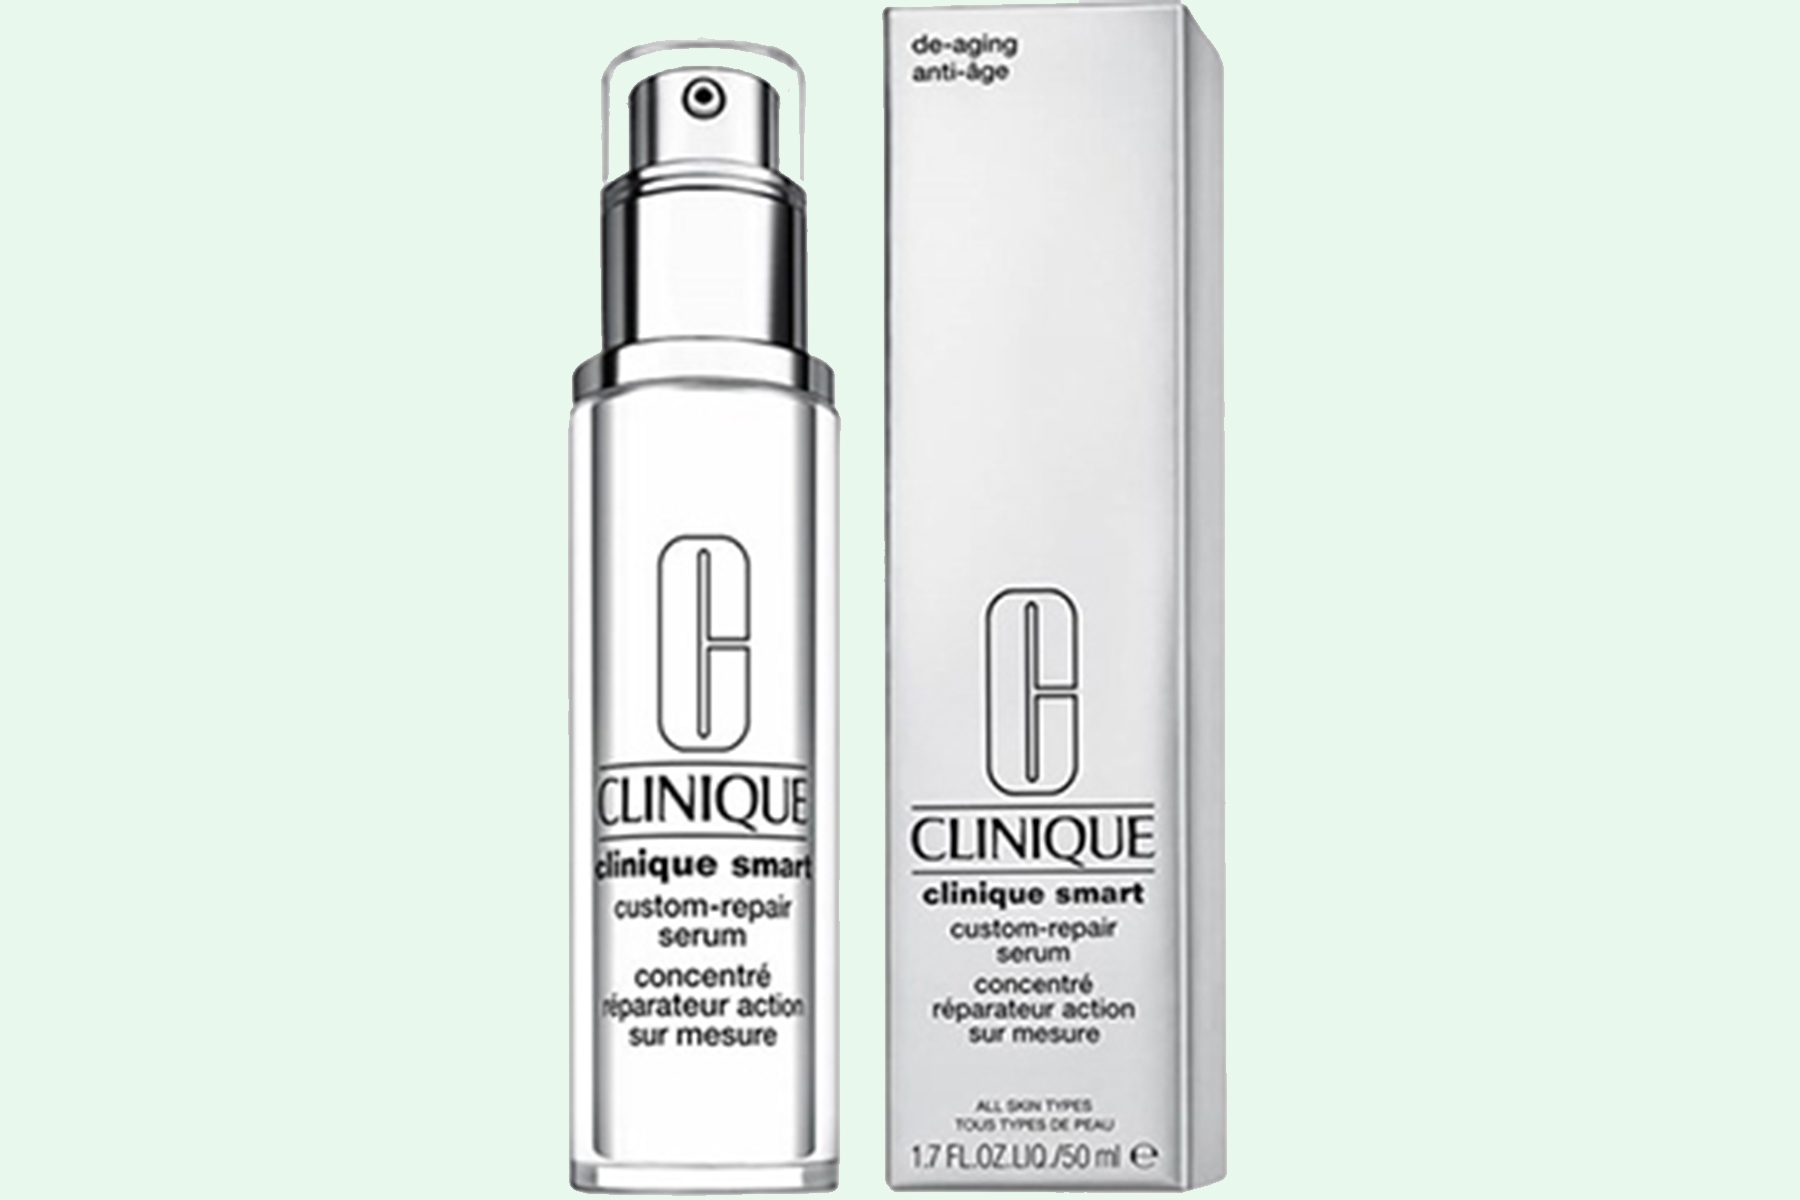 C
CLINIQUE
clinique smart
custom-repair
serum
concentré
réparateur action
sur mesure
de-aging
anti-âge
C
CLINIQUE
clinique smart
custom-repair
serum
concentré
réparateur action
sur mesure
ALL SKIN TYPES
TOUS TYPES DE PEAU
1.7 FL.OZ.LIQ./50 ml ℮